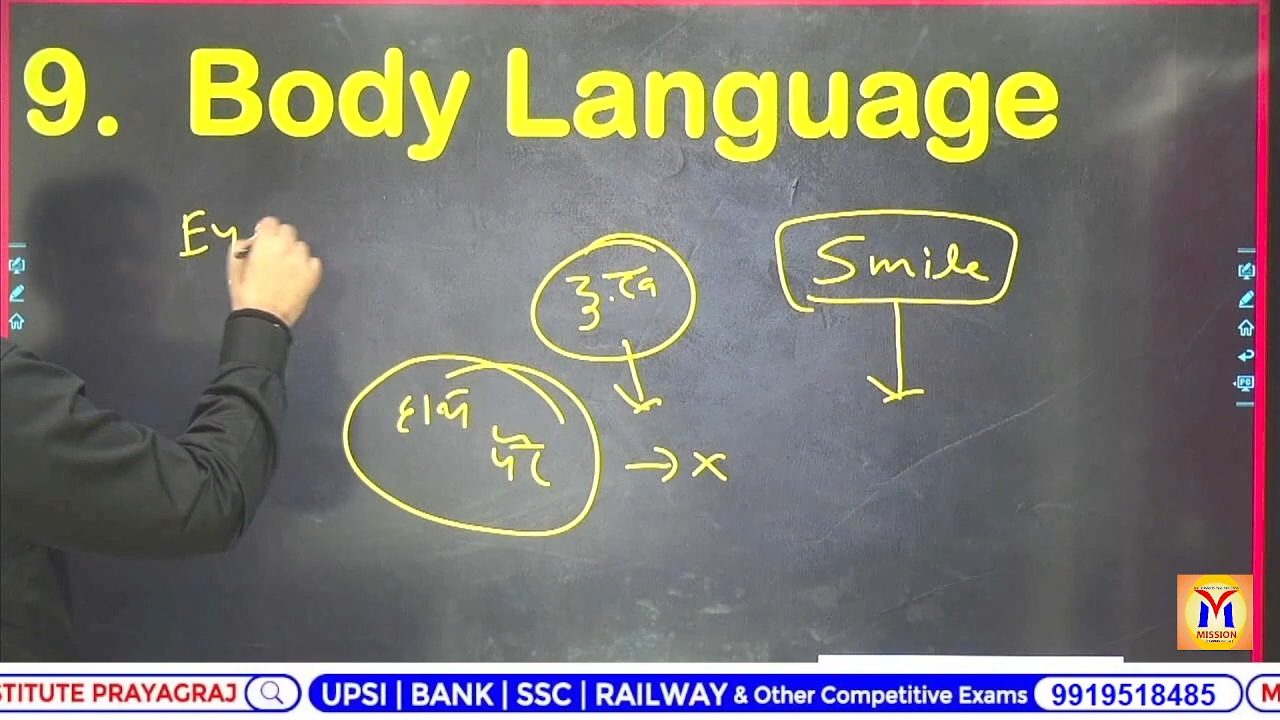 9. Body Language
Smile
हाथ
पैर
→ x
MISSION
STITUTE PRAYAGRAJ
UPSI | BANK | SSC | RAILWAY & Other Competitive Exams
9919518485
M